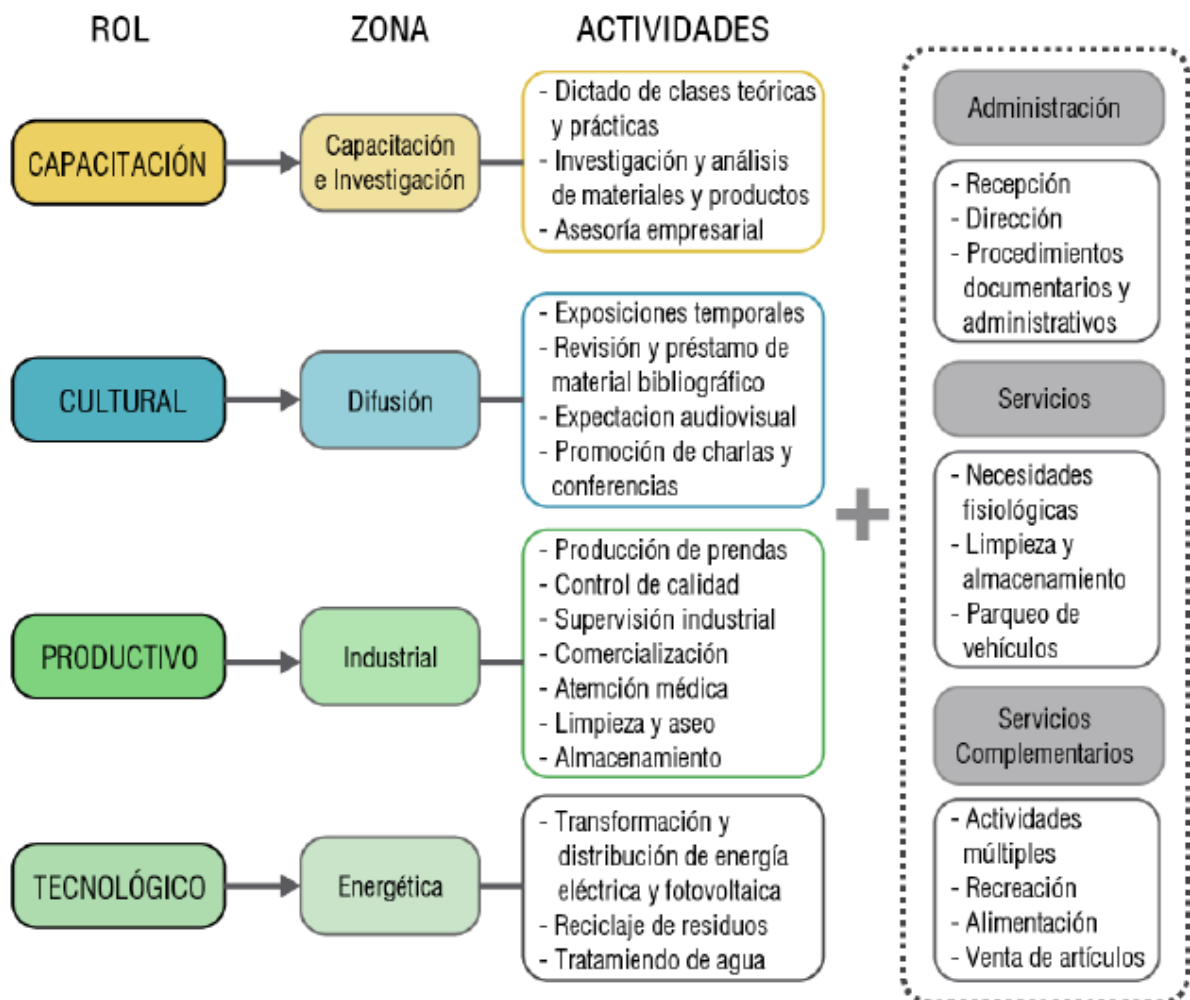 ROL
ZONA
ACTIVIDADES
CAPACITACIÓN
Capacitación
e Investigación
- Dictado de clases teóricas
y prácticas
- Investigación y análisis
de materiales y productos
- Asesoría empresarial
CULTURAL
Difusión
- Exposiciones temporales
- Revisión y préstamo de
material bibliográfico
- Expectacion audiovisual
- Promoción de charlas y
conferencias
PRODUCTIVO
Industrial
- Producción de prendas
- Control de calidad
- Supervisión industrial
- Comercialización
- Atención médica
- Limpieza y aseo
- Almacenamiento
TECNOLÓGICO
Energética
- Transformación y
distribución de energía
eléctrica y fotovoltaica
- Reciclaje de residuos
- Tratamiendo de agua
+
Administración
- Recepción
- Dirección
- Procedimientos
documentarios y
administrativos
Servicios
- Necesidades
fisiológicas
- Limpieza y
almacenamiento
- Parqueo de
vehículos
Servicios
Complementarios
- Actividades
múltiples
- Recreación
- Alimentación
- Venta de artículos